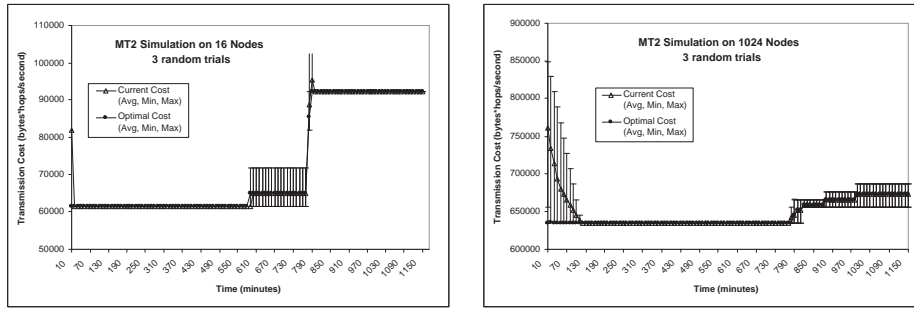 110000
100000
90000
80000
70000
60000
50000
Transmission Cost (bytes*hops/second)
MT2 Simulation on 16 Nodes
3 random trials
Current Cost
(Avg, Min, Max)
Optimal Cost
(Avg, Min, Max)
10 70 130 190 250 310 370 430 490 550 610 670 730 790 850 910 970 1030 1090 1150
Time (minutes)
900000
850000
800000
750000
700000
650000
600000
Transmission Cost (bytes*hops/second)
MT2 Simulation on 1024 Nodes
3 random trials
Current Cost
(Avg, Min, Max)
Optimal Cost
(Avg, Min, Max)
10 70 130 190 250 310 370 430 490 550 610 670 730 790 850 910 970 1030 1090 1150
Time (minutes)